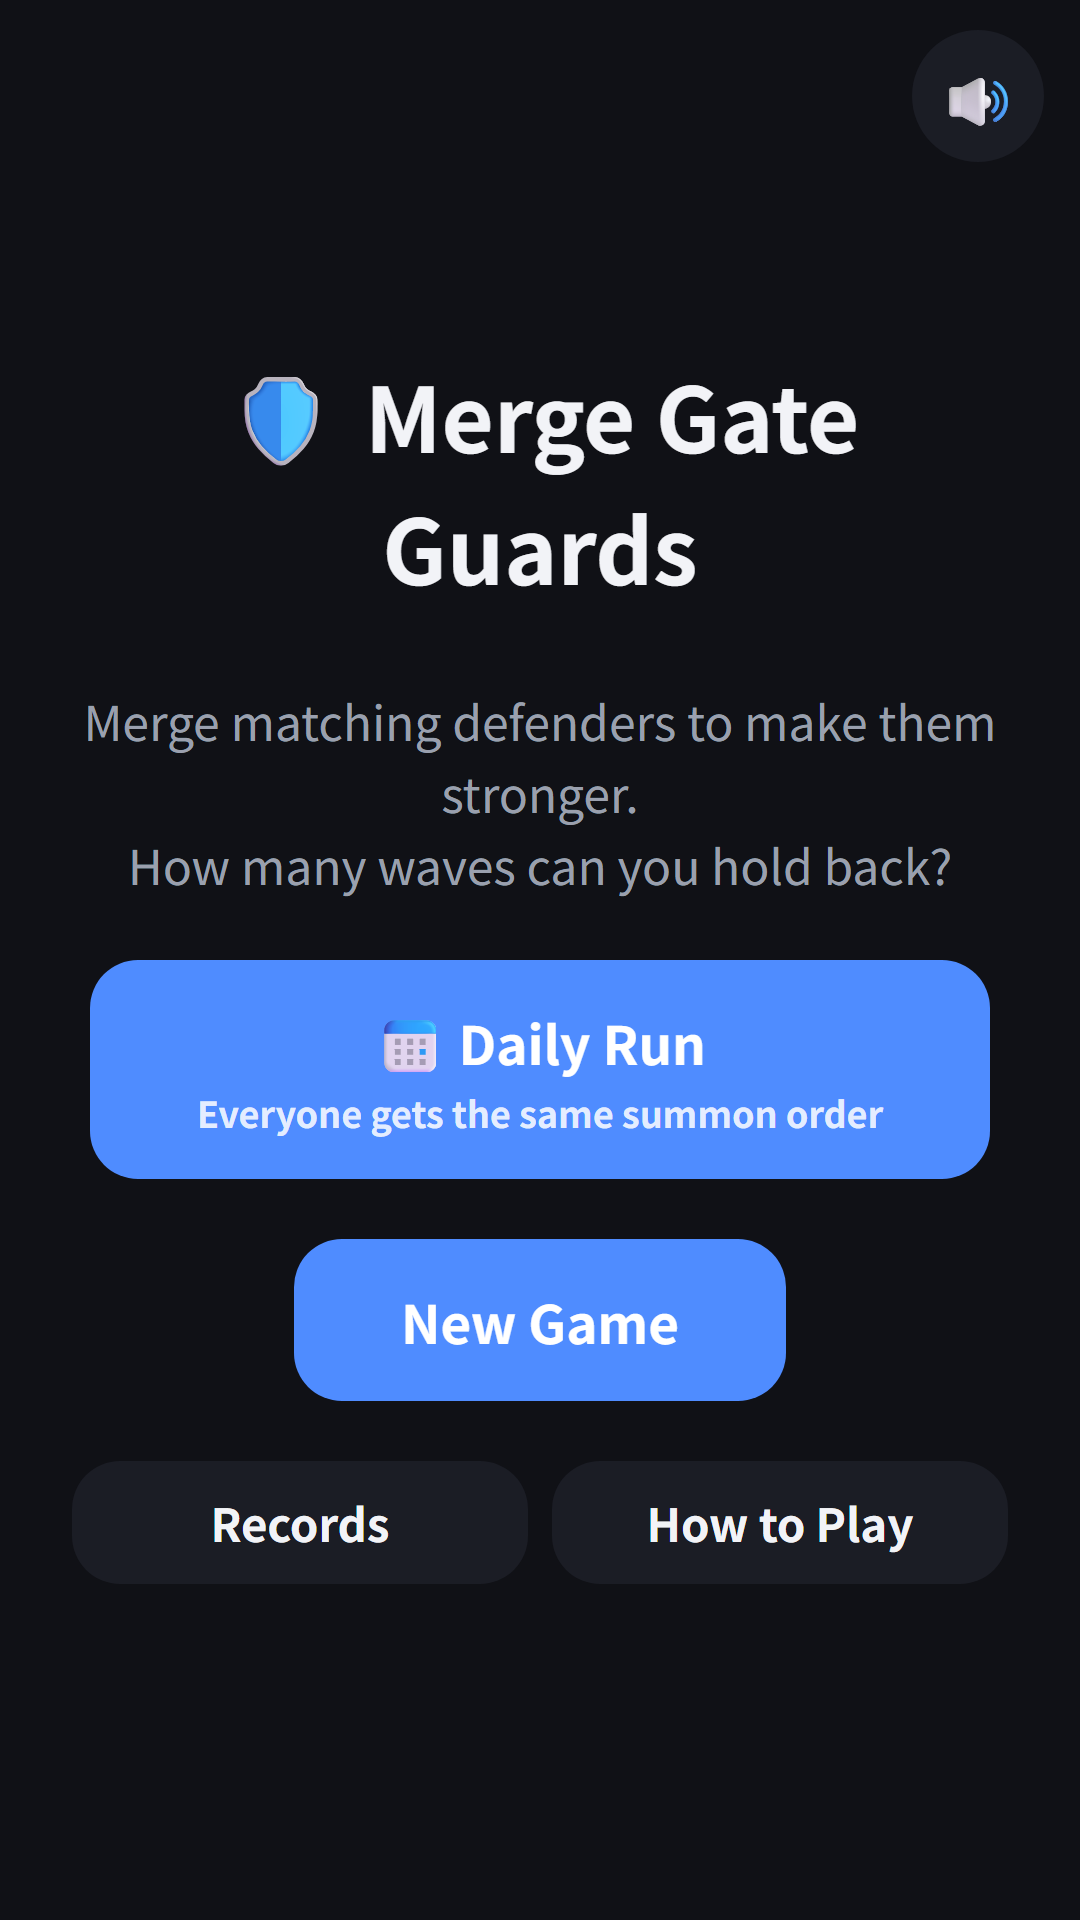 Merge Gate
Guards
Merge matching defenders to make them
stronger.
How many waves can you hold back?
Daily Run
Everyone gets the same summon order
New Game
Records
How to Play